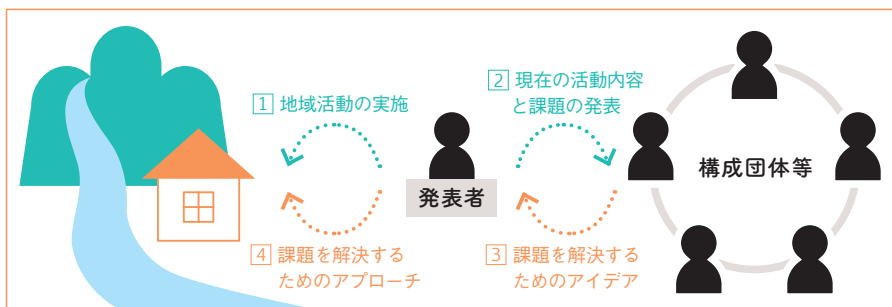 1 地域活動の実施
2 現在の活動内容
と課題の発表
発表者
構成団体等
4 課題を解決する
ためのアプローチ
3 課題を解決する
ためのアイデア